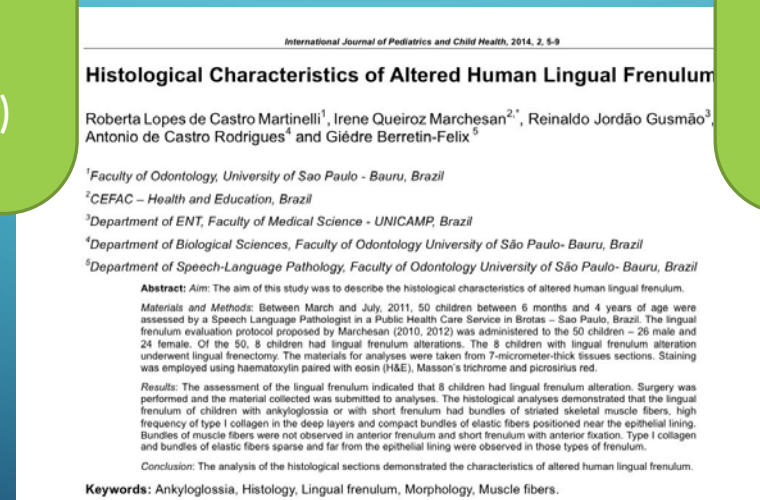 )
International Journal of Pediatrics and Child Health, 2014, 2, 5-9
Histological Characteristics of Altered Human Lingual Frenulum
Roberta Lopes de Castro Martinelli1, Irene Queiroz Marchesan2,*, Reinaldo Jordão Gusmão3,
Antonio de Castro Rodrigues4 and Giédre Berretin-Felix5
1Faculty of Odontology, University of Sao Paulo - Bauru, Brazil
2CEFAC – Health and Education, Brazil
3Department of ENT, Faculty of Medical Science - UNICAMP, Brazil
4Department of Biological Sciences, Faculty of Odontology University of São Paulo- Bauru, Brazil
5Department of Speech-Language Pathology, Faculty of Odontology University of São Paulo- Bauru, Brazil
Abstract: Aim: The aim of this study was to describe the histological characteristics of altered human lingual frenulum.
Materials and Methods: Between March and July, 2011, 50 children between 6 months and 4 years of age were
assessed by a Speech Language Pathologist in a Public Health Care Service in Brotas – Sao Paulo, Brazil. The lingual
frenulum evaluation protocol proposed by Marchesan (2010, 2012) was administered to the 50 children – 26 male and
24 female. Of the 50, 8 children had lingual frenulum alterations. The 8 children with lingual frenulum alteration
underwent lingual frenectomy. The materials for analyses were taken from 7-micrometer-thick tissues sections. Staining
was employed using haematoxylin paired with eosin (H&E), Masson's trichrome and picrosirius red.
Results: The assessment of the lingual frenulum indicated that 8 children had lingual frenulum alteration. Surgery was
performed and the material collected was submitted to analyses. The histological analyses demonstrated that the lingual
frenulum of children with ankyloglossia or with short frenulum had bundles of striated skeletal muscle fibers, high
frequency of type I collagen in the deep layers and compact bundles of elastic fibers positioned near the epithelial lining.
Bundles of muscle fibers were not observed in anterior frenulum and short frenulum with anterior fixation. Type I collagen
and bundles of elastic fibers sparse and far from the epithelial lining were observed in those types of frenulum.
Conclusion: The analysis of the histological sections demonstrated the characteristics of altered human lingual frenulum.
Keywords: Ankyloglossia, Histology, Lingual frenulum, Morphology, Muscle fibers.